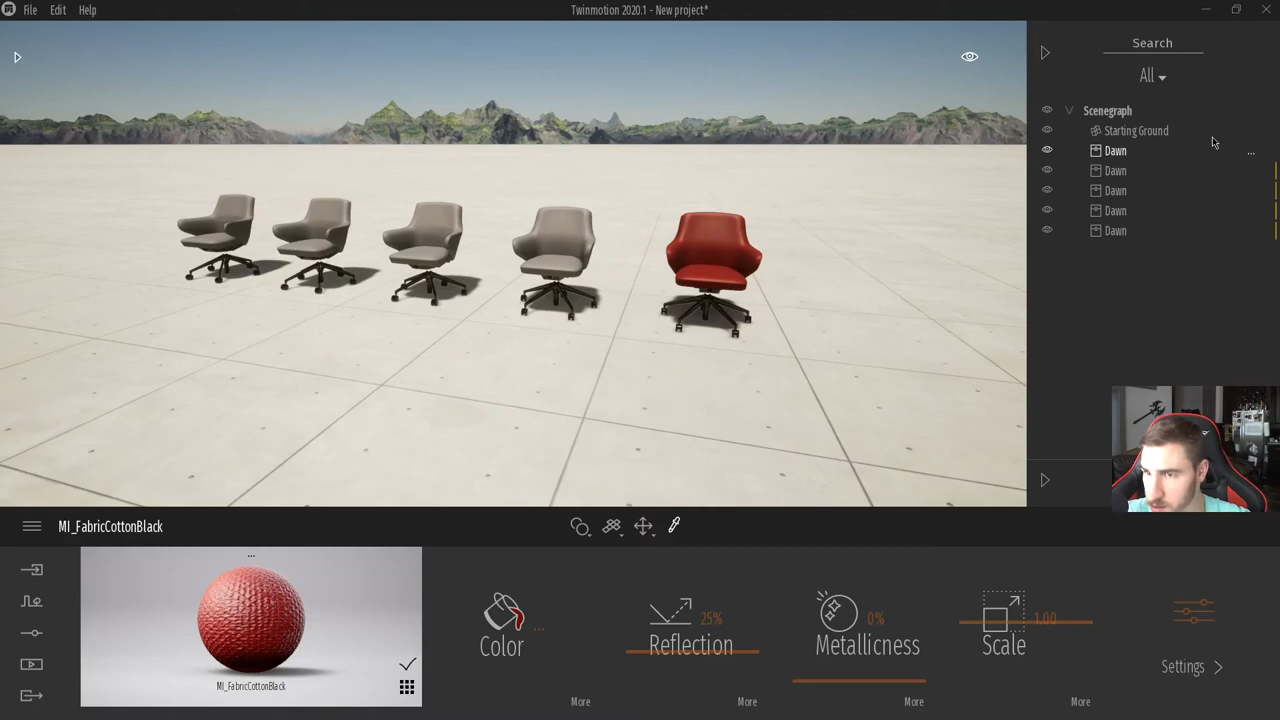 File Edit Help
Twinmotion 2020.1 - New project*
Search
All
Scenegraph
Starting Ground
Dawn
...
Dawn
Dawn
Dawn
Dawn
MI_FabricCottonBlack
...
MI_FabricCottonBlack
Color ...
More
25%
Reflection
More
0%
Metallicness
More
1.00
Scale
More
Settings